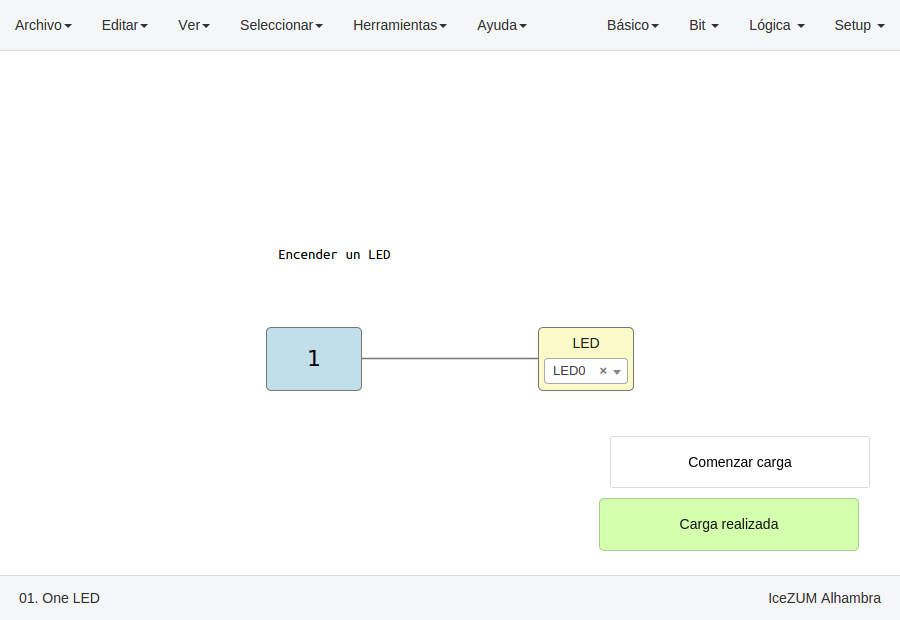 Archivo Editar Ver Seleccionar Herramientas Ayuda Básico Bit Lógica Setup
Encender un LED
1
LED
LED0 ×
Comenzar carga
Carga realizada
01. One LED IceZUM Alhambra